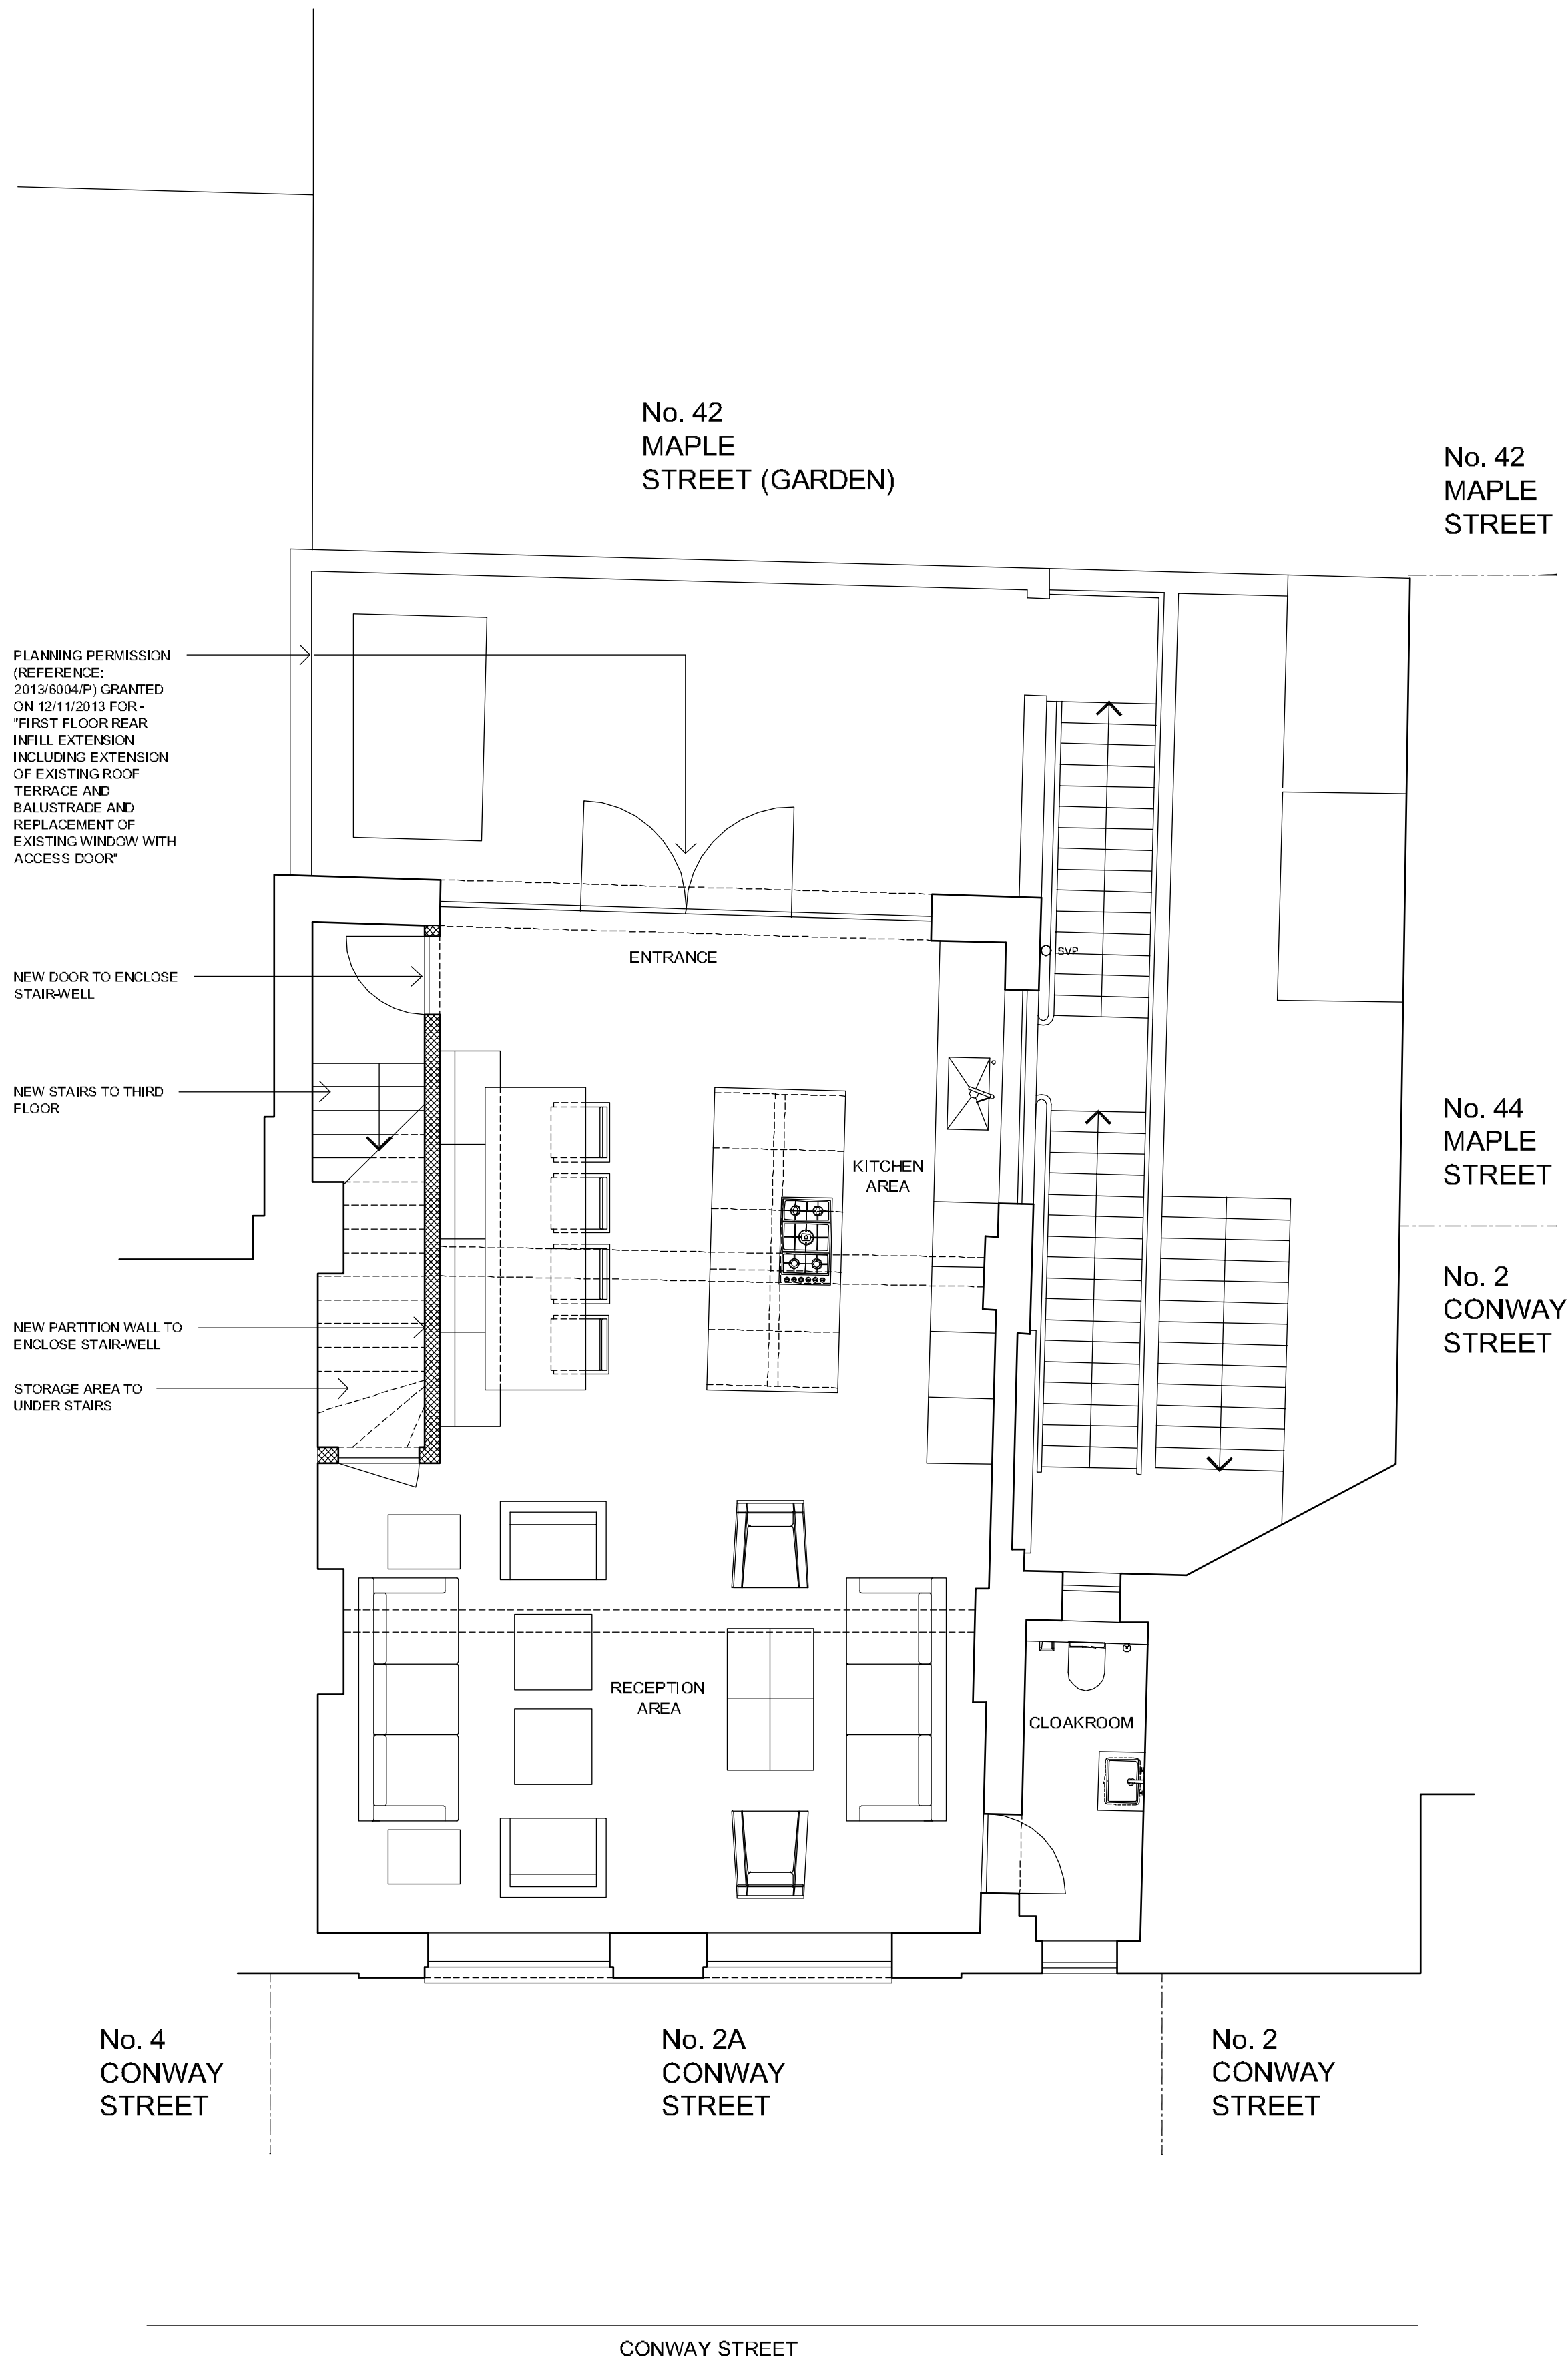 No. 42
MAPLE
STREET (GARDEN)
No. 42
MAPLE
STREET
PLANNING PERMISSION
(REFERENCE:
2013/6004/P) GRANTED
ON 12/11/2013 FOR -
"FIRST FLOOR REAR
INFILL EXTENSION
INCLUDING EXTENSION
OF EXISTING ROOF
TERRACE AND
BALUSTRADE AND
REPLACEMENT OF
EXISTING WINDOW WITH
ACCESS DOOR"
ENTRANCE
SVP
NEW DOOR TO ENCLOSE
STAIR-WELL
NEW STAIRS TO THIRD
FLOOR
KITCHEN
AREA
No. 44
MAPLE
STREET
No. 2
CONWAY
STREET
NEW PARTITION WALL TO
ENCLOSE STAIR-WELL
STORAGE AREA TO
UNDER STAIRS
RECEPTION
AREA
CLOAKROOM
No. 4
CONWAY
STREET
No. 2A
CONWAY
STREET
No. 2
CONWAY
STREET
CONWAY STREET